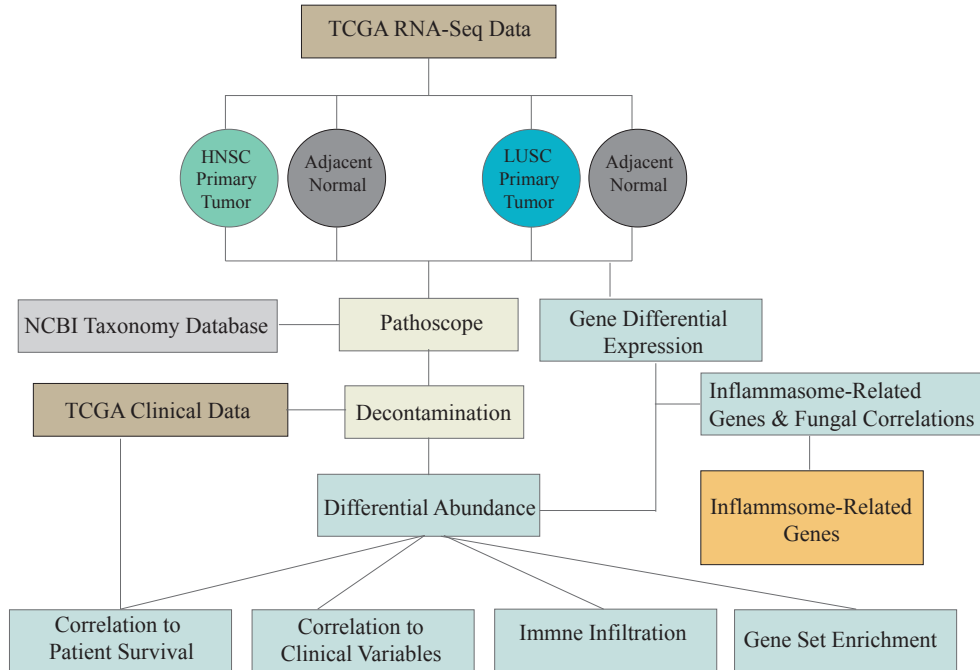 TCGA RNA-Seq Data
HNSC
Primary
Tumor
Adjacent
Normal
LUSC
Primary
Tumor
Adjacent
Normal
NCBI Taxonomy Database
Pathoscope
Gene Differential
Expression
TCGA Clinical Data
Decontamination
Inflammasome-Related
Genes & Fungal Correlations
Differential Abundance
Inflammsome-Related
Genes
Correlation to
Patient Survival
Correlation to
Clinical Variables
Immne Infiltration
Gene Set Enrichment